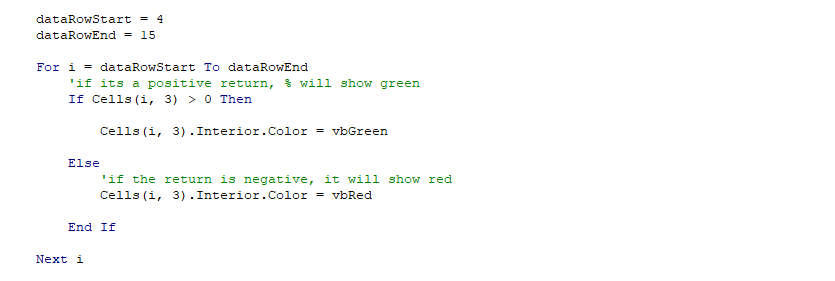 dataRowStart = 4
dataRowEnd = 15
For i = dataRowStart To dataRowEnd
'if its a positive return, % will show green
If Cells(i, 3) > 0 Then
Cells(i, 3).Interior.Color = vbGreen
Else
'if the return is negative, it will show red
Cells(i, 3).Interior.Color = vbRed
End If
Next i